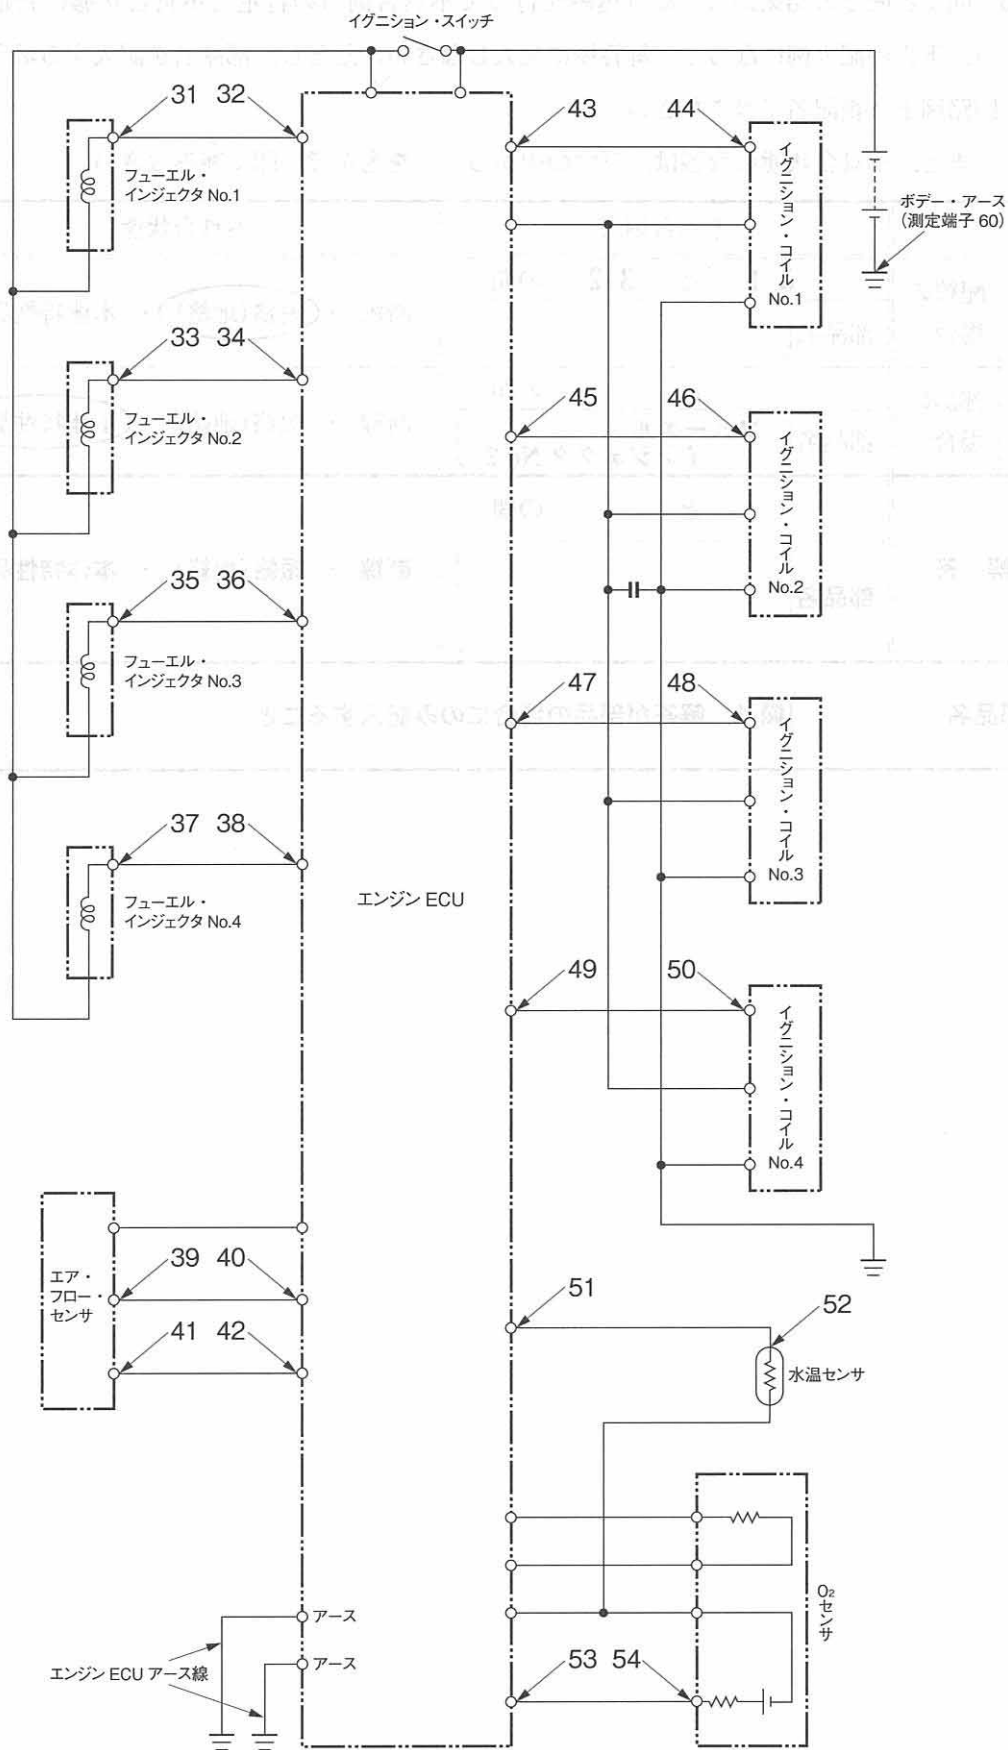 イグニション・スイッチ
31 32
フューエル・
インジェクタ No.1
33 34
フューエル・
インジェクタ No.2
35 36
フューエル・
インジェクタ No.3
37 38
フューエル・
インジェクタ No.4
エンジン ECU
エア・
フロー・
センサ
39 40
41 42
アース
アース
エンジン ECU アース線
43 44
イグニション・コイル
No.1
ボデー・アース
(測定端子 60)
45 46
イグニション・コイル
No.2
47 48
イグニション・コイル
No.3
49 50
イグニション・コイル
No.4
51
52
水温センサ
O₂
センサ
53 54